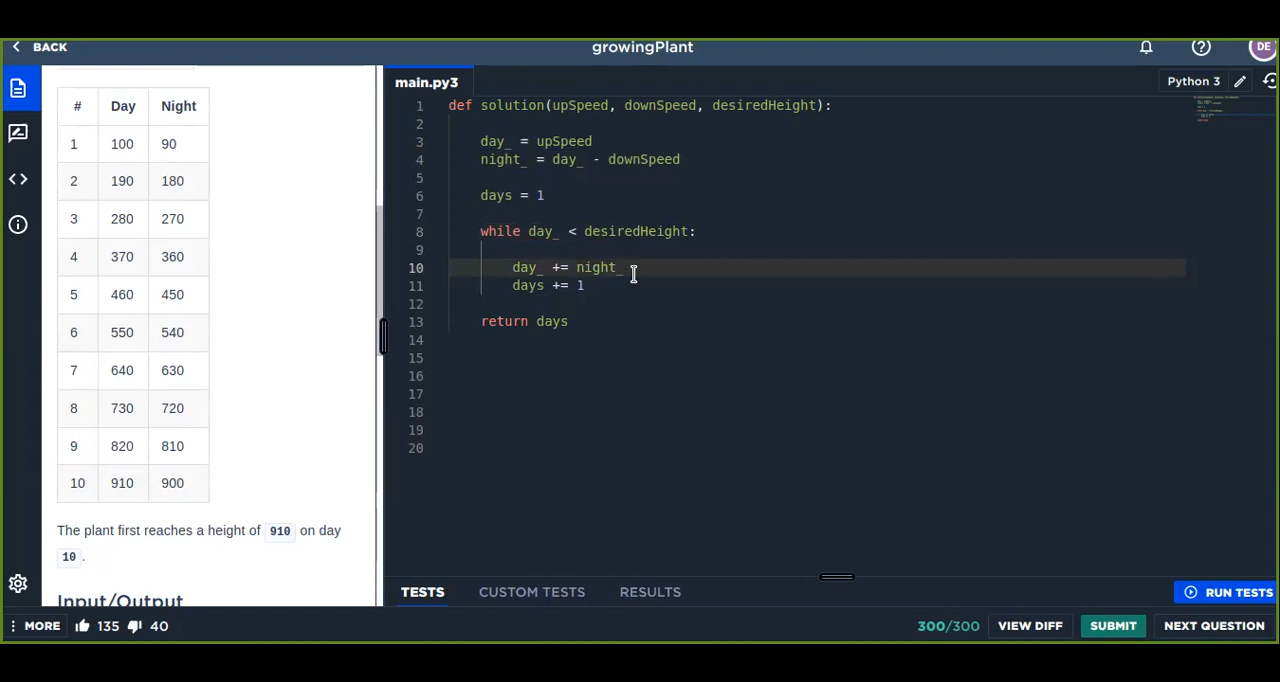 BACK
growingPlant
DE
# Day Night
1 100 90
2 190 180
3 280 270
4 370 360
5 460 450
6 550 540
7 640 630
8 730 720
9 820 810
10 910 900
The plant first reaches a height of 910 on day
10 .
Input/Output
main.py3
Python 3
1 def solution(upSpeed, downSpeed, desiredHeight):
2
3 day_ = upSpeed
4 night_ = day_ - downSpeed
5
6 days = 1
7
8 while day_ < desiredHeight:
9
10 day_ += night_
11 days += 1
12
13 return days
14
15
16
17
18
19
20
TESTS CUSTOM TESTS RESULTS
RUN TESTS
MORE 135 40
300/300 VIEW DIFF SUBMIT NEXT QUESTION